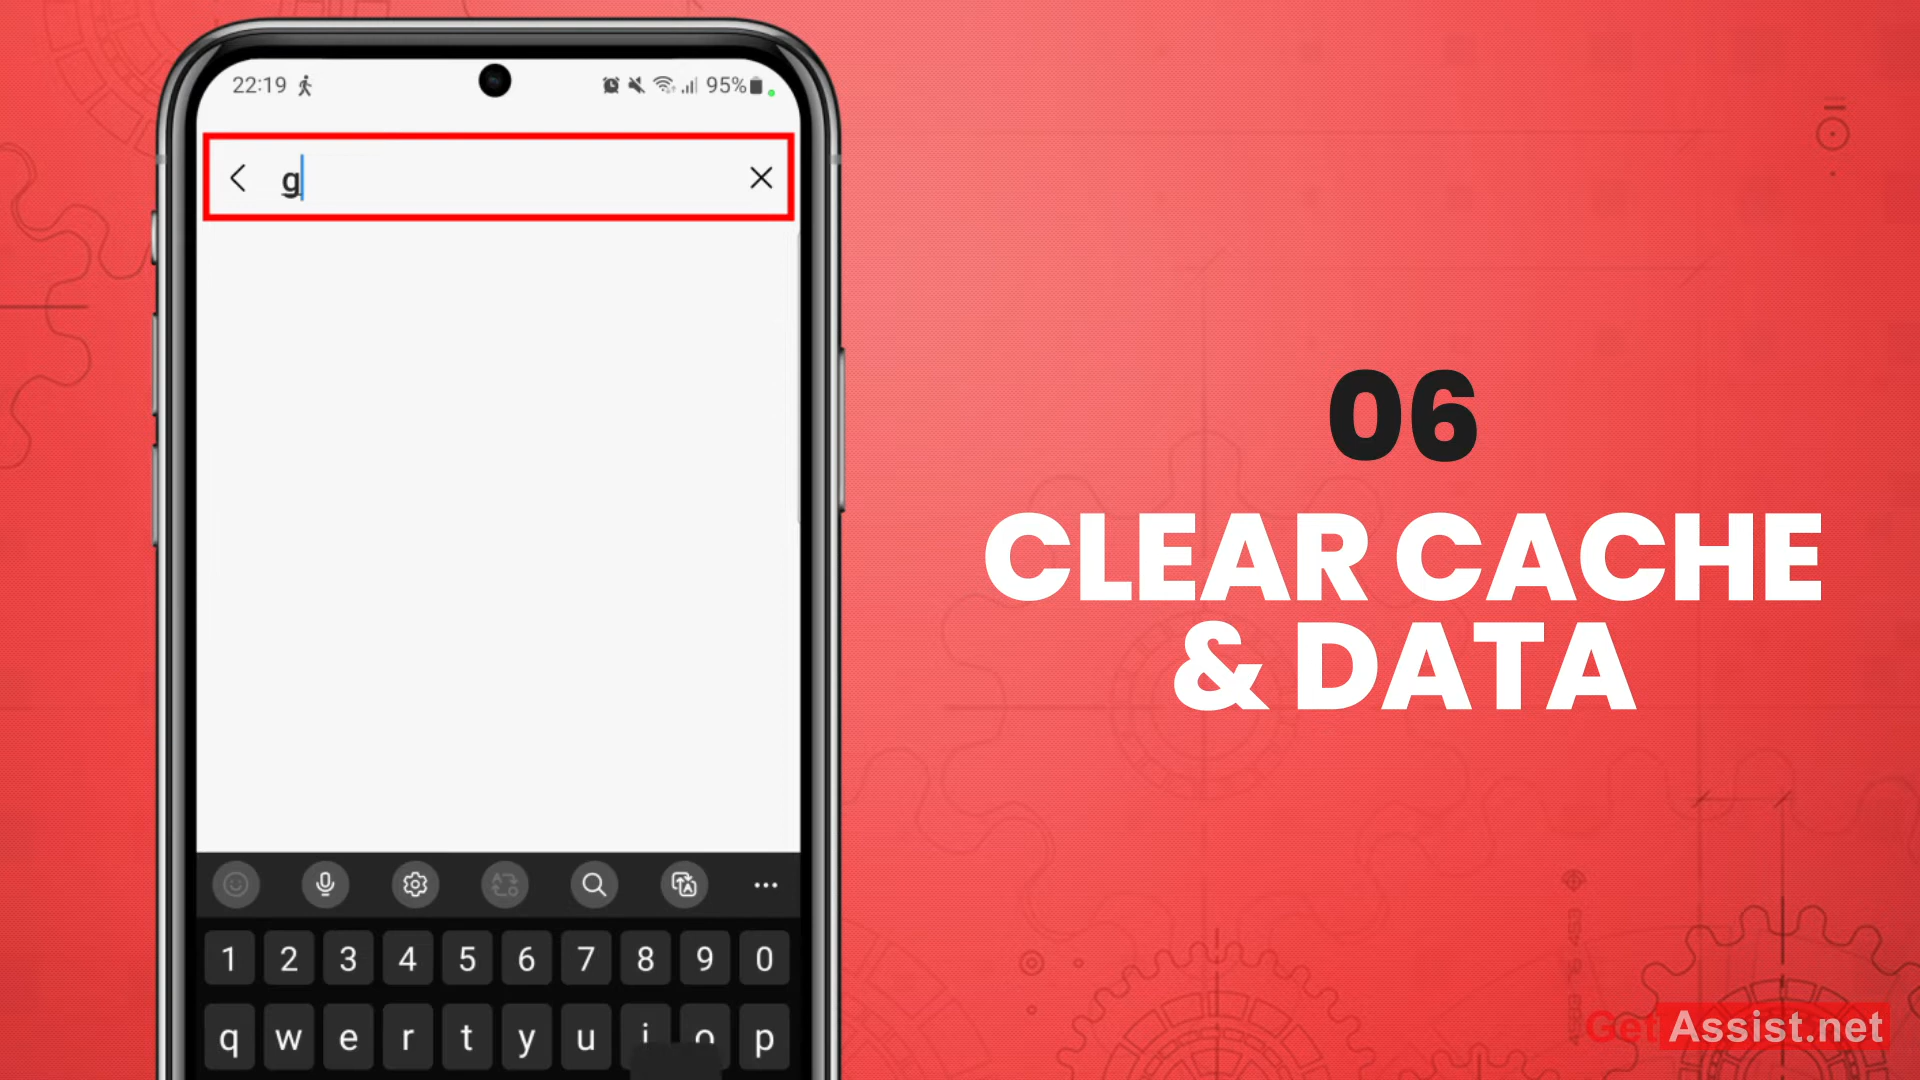 22:19
95%
g
06
CLEAR CACHE
& DATA
1 2 3 4 5 6 7 8 9 0
q w e r t y u i o p
GetAssist.net